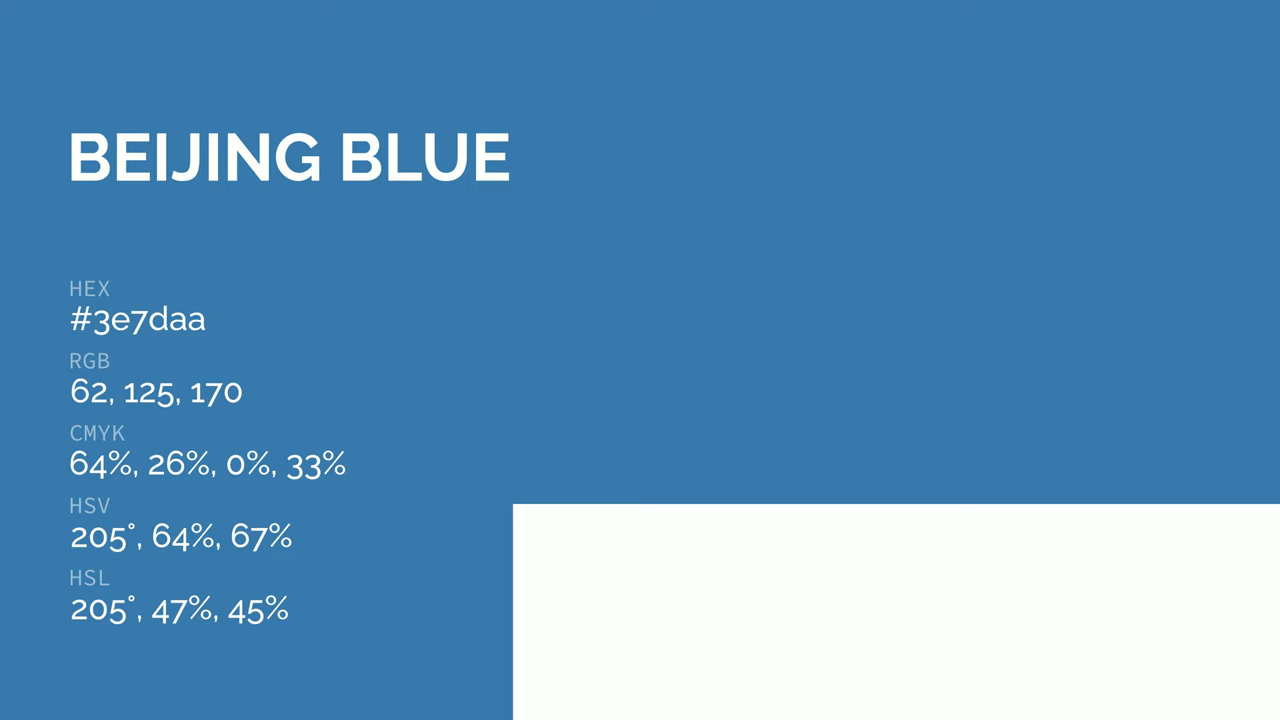 BEIJING BLUE
HEX
#3e7daa
RGB
62, 125, 170
CMYK
64%, 26%, 0%, 33%
HSV
205°, 64%, 67%
HSL
205°, 47%, 45%